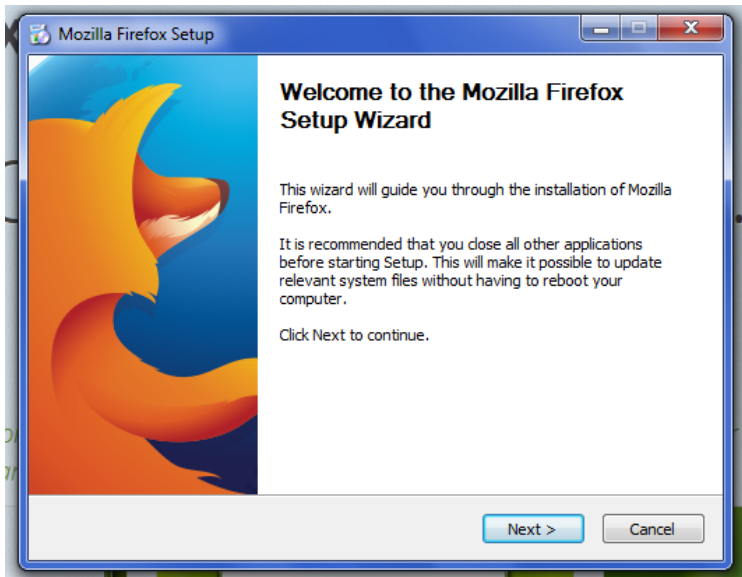 Mozilla Firefox Setup
Welcome to the Mozilla Firefox
Setup Wizard
This wizard will guide you through the installation of Mozilla
Firefox.
It is recommended that you close all other applications
before starting Setup. This will make it possible to update
relevant system files without having to reboot your
computer.
Click Next to continue.
Next >
Cancel